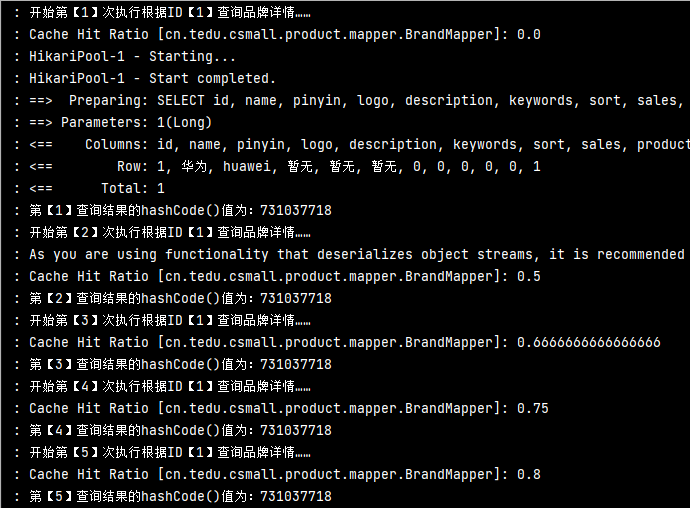 : 开始第【1】次执行根据ID【1】查询品牌详情……
: Cache Hit Ratio [cn.tedu.csmall.product.mapper.BrandMapper]: 0.0
: HikariPool-1 - Starting...
: HikariPool-1 - Start completed.
: ==>  Preparing: SELECT id, name, pinyin, logo, description, keywords, sort, sales,
: ==> Parameters: 1(Long)
: <==    Columns: id, name, pinyin, logo, description, keywords, sort, sales, product
: <==        Row: 1, 华为, huawei, 暂无, 暂无, 暂无, 0, 0, 0, 0, 0, 1
: <==      Total: 1
: 第【1】查询结果的hashCode()值为：731037718
: 开始第【2】次执行根据ID【1】查询品牌详情……
: As you are using functionality that deserializes object streams, it is recommended
: Cache Hit Ratio [cn.tedu.csmall.product.mapper.BrandMapper]: 0.5
: 第【2】查询结果的hashCode()值为：731037718
: 开始第【3】次执行根据ID【1】查询品牌详情……
: Cache Hit Ratio [cn.tedu.csmall.product.mapper.BrandMapper]: 0.6666666666666666
: 第【3】查询结果的hashCode()值为：731037718
: 开始第【4】次执行根据ID【1】查询品牌详情……
: Cache Hit Ratio [cn.tedu.csmall.product.mapper.BrandMapper]: 0.75
: 第【4】查询结果的hashCode()值为：731037718
: 开始第【5】次执行根据ID【1】查询品牌详情……
: Cache Hit Ratio [cn.tedu.csmall.product.mapper.BrandMapper]: 0.8
: 第【5】查询结果的hashCode()值为：731037718